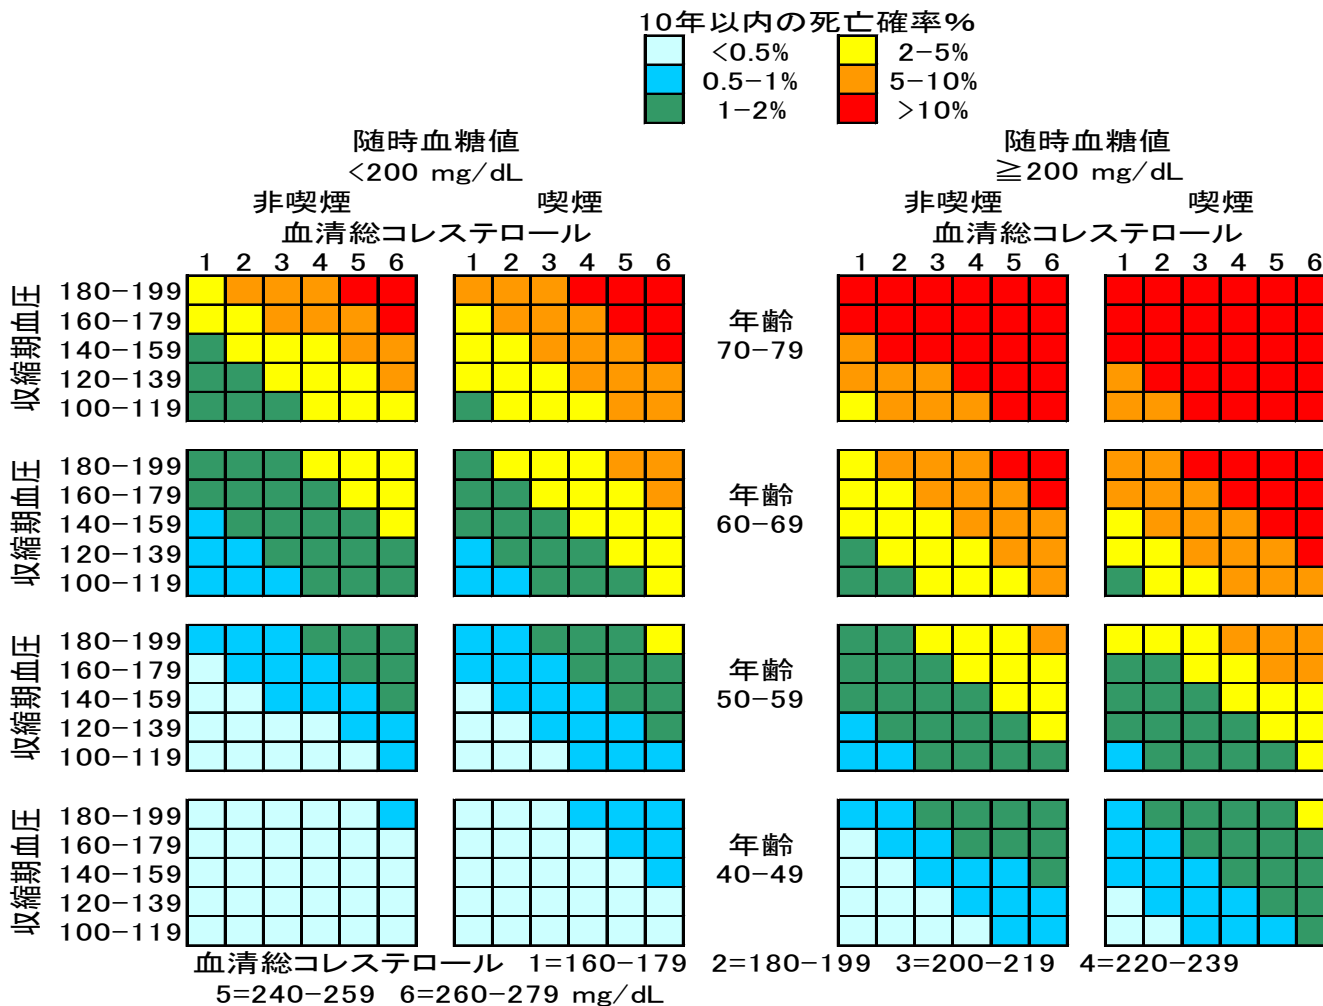 10年以内の死亡確率%
<0.5% 2-5%
0.5-1% 5-10%
1-2% >10%
随時血糖値 随時血糖値
<200 mg/dL ≧200 mg/dL
非喫煙 喫煙 非喫煙 喫煙
血清総コレステロール 血清総コレステロール
1 2 3 4 5 6 1 2 3 4 5 6 1 2 3 4 5 6 1 2 3 4 5 6
収縮期血圧
180-199
160-179
140-159
120-139
100-119
年齢
70-79
収縮期血圧
180-199
160-179
140-159
120-139
100-119
年齢
60-69
収縮期血圧
180-199
160-179
140-159
120-139
100-119
年齢
50-59
収縮期血圧
180-199
160-179
140-159
120-139
100-119
年齢
40-49
血清総コレステロール 1=160-179 2=180-199 3=200-219 4=220-239
5=240-259 6=260-279 mg/dL